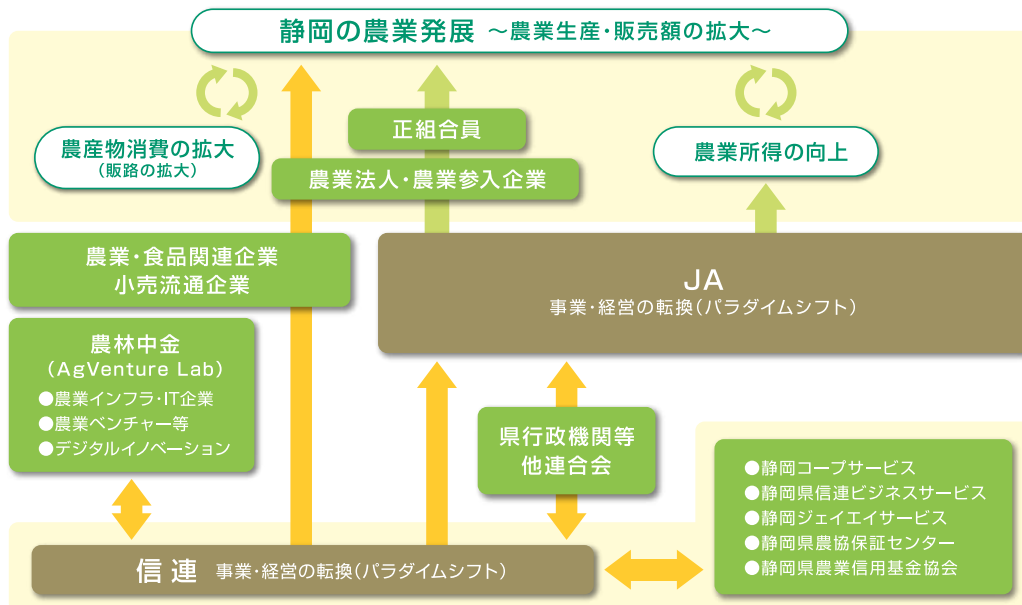 静岡の農業発展 ～農業生産・販売額の拡大～
農産物消費の拡大
（販路の拡大）
正組合員
農業法人・農業参入企業
農業所得の向上
農業・食品関連企業
小売流通企業
JA
事業・経営の転換（パラダイムシフト）
農林中金
（AgVenture Lab）
●農業インフラ・IT企業
●農業ベンチャー等
●デジタルイノベーション
県行政機関等
他連合会
●静岡コープサービス
●静岡県信連ビジネスサービス
●静岡ジェイエイサービス
●静岡県農協保証センター
●静岡県農業信用基金協会
信連 事業・経営の転換（パラダイムシフト）